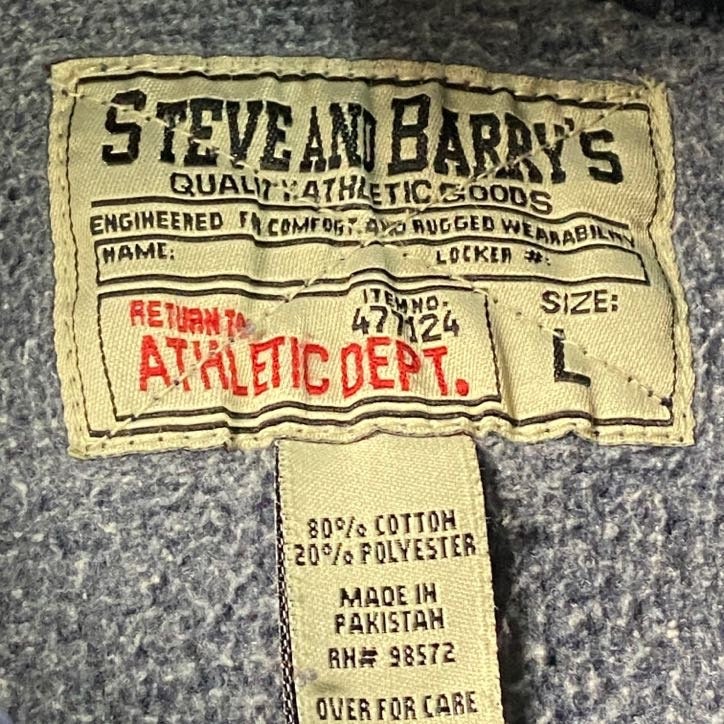 STEVE AND BARRY'S
QUALITY ATHLETIC GOODS
ENGINEERED FOR COMFORT AND RUGGED WEARABILITY
NAME: LOCKER #:
RETURN TO ITEM NO. SIZE:
477124
ATHLETIC DEPT. L
80% COTTON
20% POLYESTER
MADE IN
PAKISTAN
RN# 98572
OVER FOR CARE